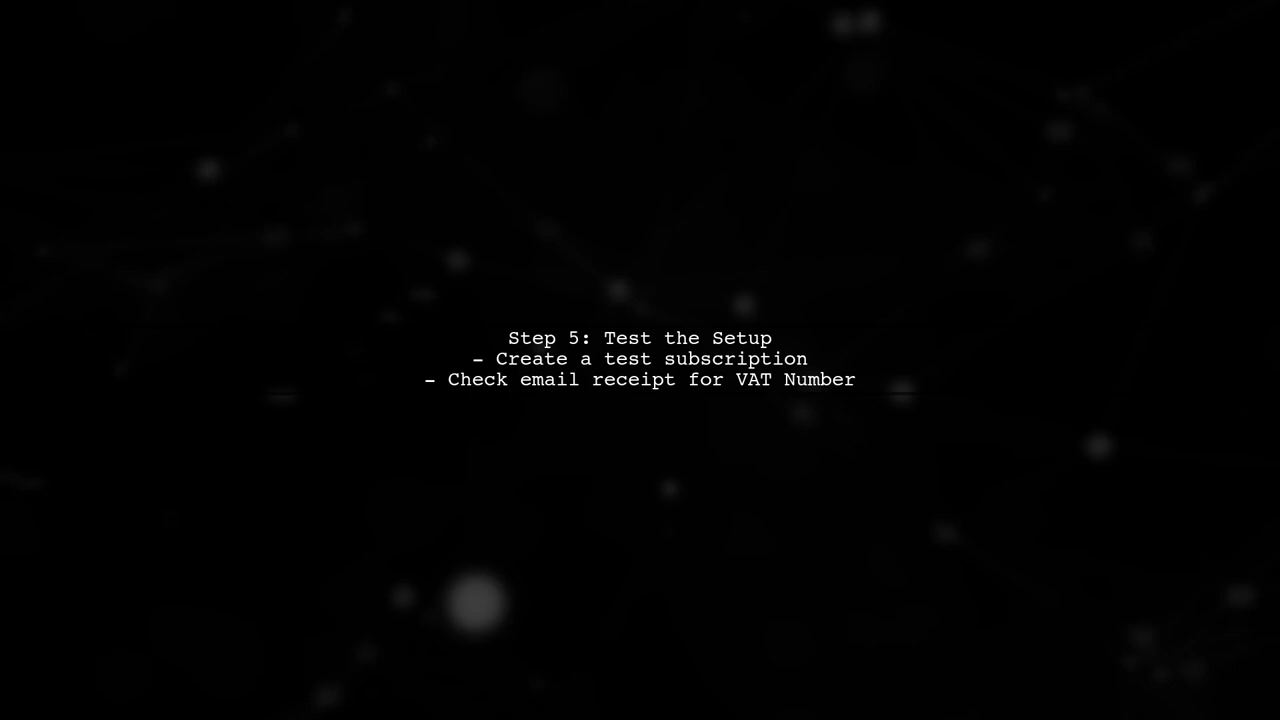 Step 5: Test the Setup
- Create a test subscription
- Check email receipt for VAT Number